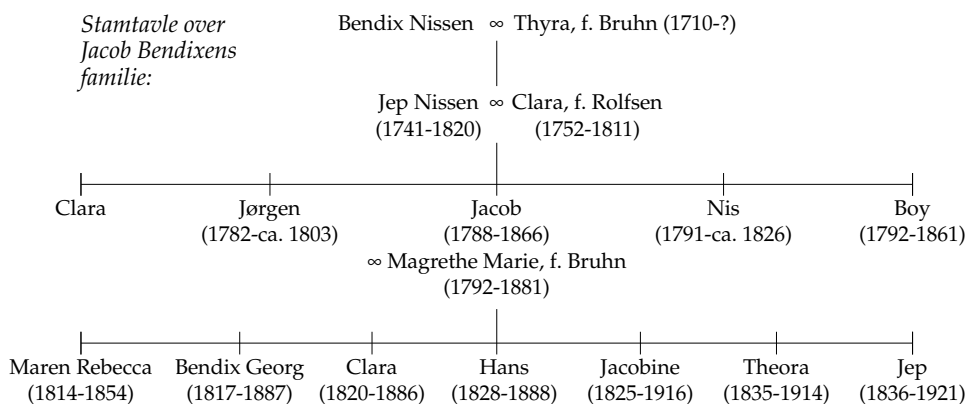 Stamtavle over
Jacob Bendixens
familie:
Bendix Nissen ∞ Thyra, f. Bruhn (1710-?)
Jep Nissen ∞ Clara, f. Rolfsen
(1741-1820) (1752-1811)
Clara Jørgen Jacob Nis Boy
(1782-ca. 1803) (1788-1866) (1791-ca. 1826) (1792-1861)
∞ Magrethe Marie, f. Bruhn
(1792-1881)
Maren Rebecca Bendix Georg Clara Hans Jacobine Theora Jep
(1814-1854) (1817-1887) (1820-1886) (1828-1888) (1825-1916) (1835-1914) (1836-1921)